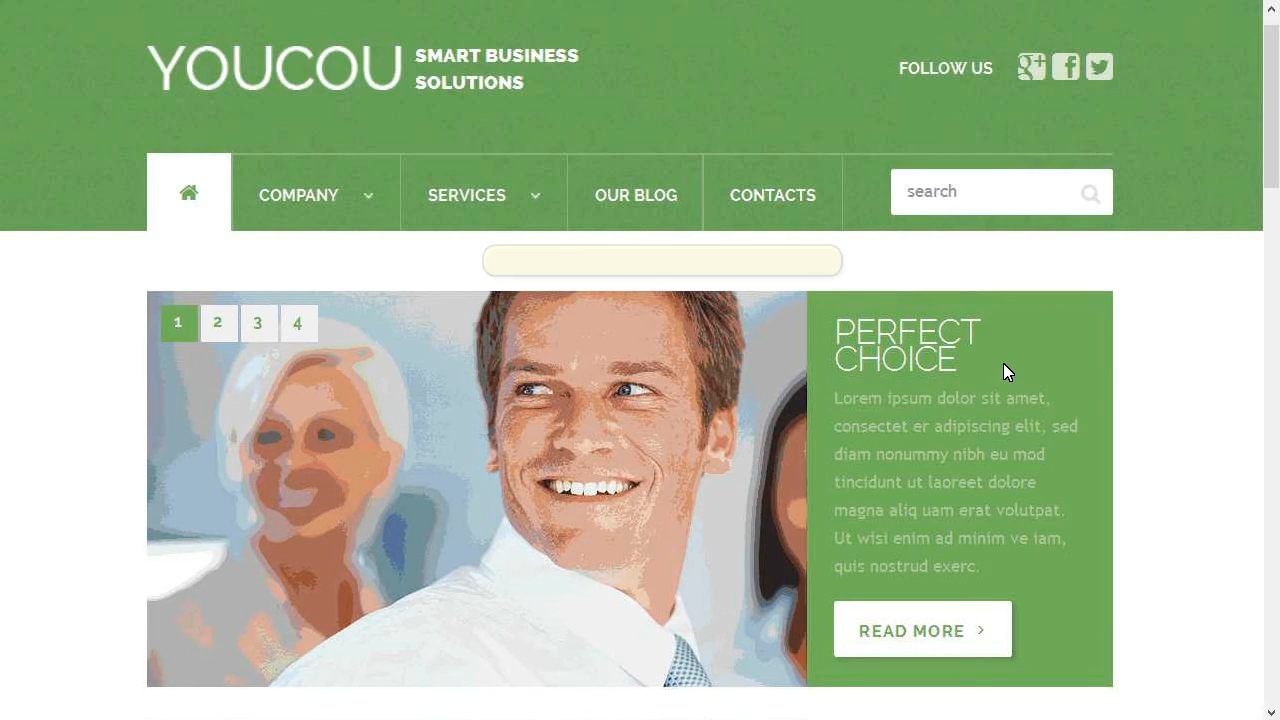 YOUCOU
SMART BUSINESS
SOLUTIONS
FOLLOW US
COMPANY
SERVICES
OUR BLOG
CONTACTS
search
1
2
3
4
PERFECT
CHOICE
Lorem ipsum dolor sit amet,
consectet er adipiscing elit, sed
diam nonummy nibh eu mod
tincidunt ut laoreet dolore
magna aliq uam erat volutpat.
Ut wisi enim ad minim ve iam,
quis nostrud exerc.
READ MORE